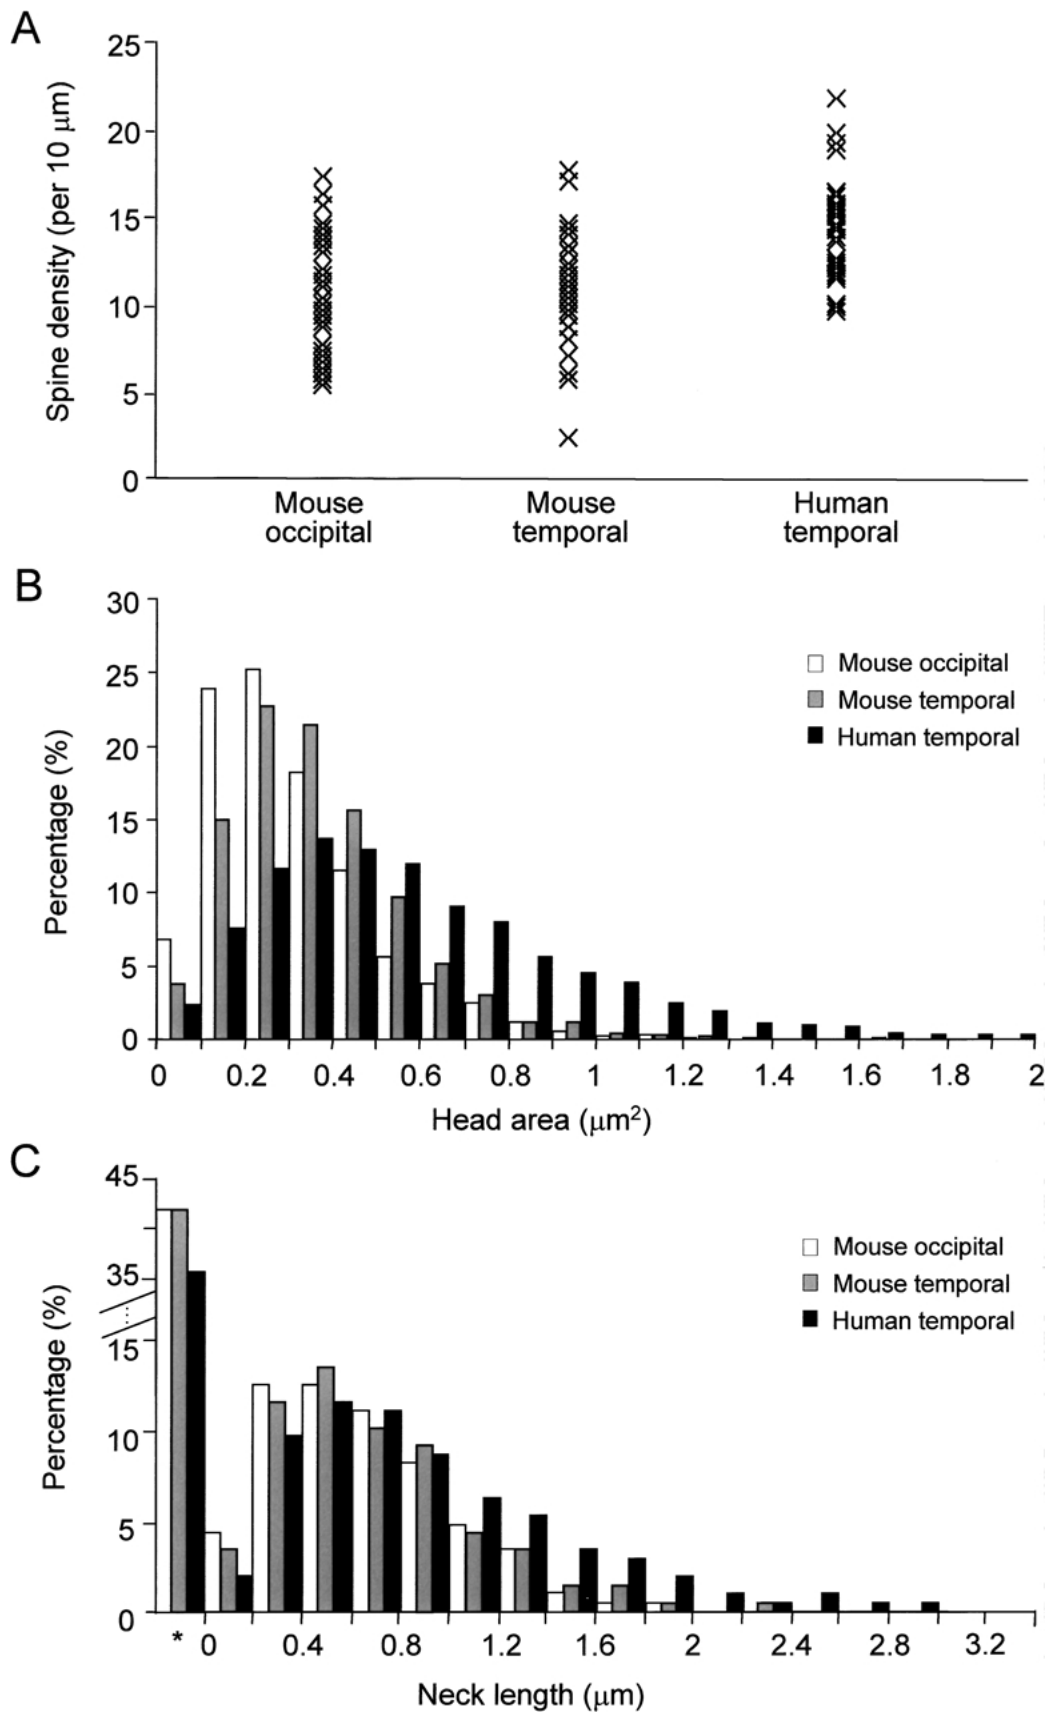 A
25
20
15
10
5
0
Spine density (per 10 μm)
Mouse occipital
Mouse temporal
Human temporal
B
30
25
20
15
10
5
0
Percentage (%)
Mouse occipital
Mouse temporal
Human temporal
0 0.2 0.4 0.6 0.8 1 1.2 1.4 1.6 1.8 2
Head area (μm²)
C
45
35
15
10
5
0
Percentage (%)
Mouse occipital
Mouse temporal
Human temporal
* 0 0.4 0.8 1.2 1.6 2 2.4 2.8 3.2
Neck length (μm)